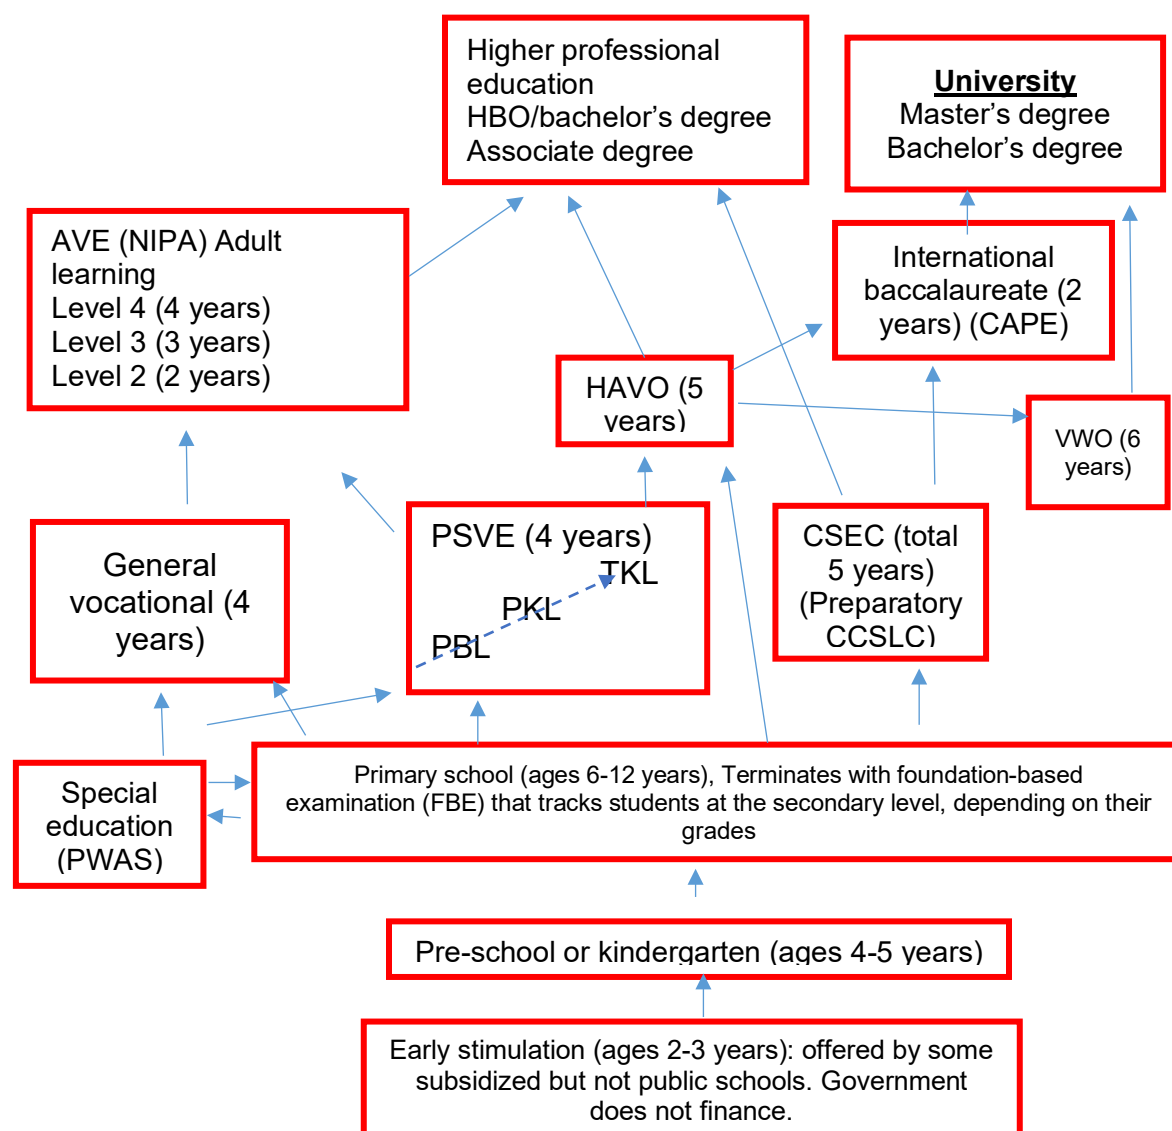 Higher professional
education
HBO/bachelor's degree
Associate degree
University
Master's degree
Bachelor's degree
AVE (NIPA) Adult
learning
Level 4 (4 years)
Level 3 (3 years)
Level 2 (2 years)
International
baccalaureate (2
years) (CAPE)
HAVO (5
years)
VWO (6
years)
General
vocational (4
years)
PSVE (4 years)
TKL
PKL
PBL
CSEC (total
5 years)
(Preparatory
CCSLC)
Special
education
(PWAS)
Primary school (ages 6-12 years), Terminates with foundation-based
examination (FBE) that tracks students at the secondary level, depending on their
grades
Pre-school or kindergarten (ages 4-5 years)
Early stimulation (ages 2-3 years): offered by some
subsidized but not public schools. Government
does not finance.